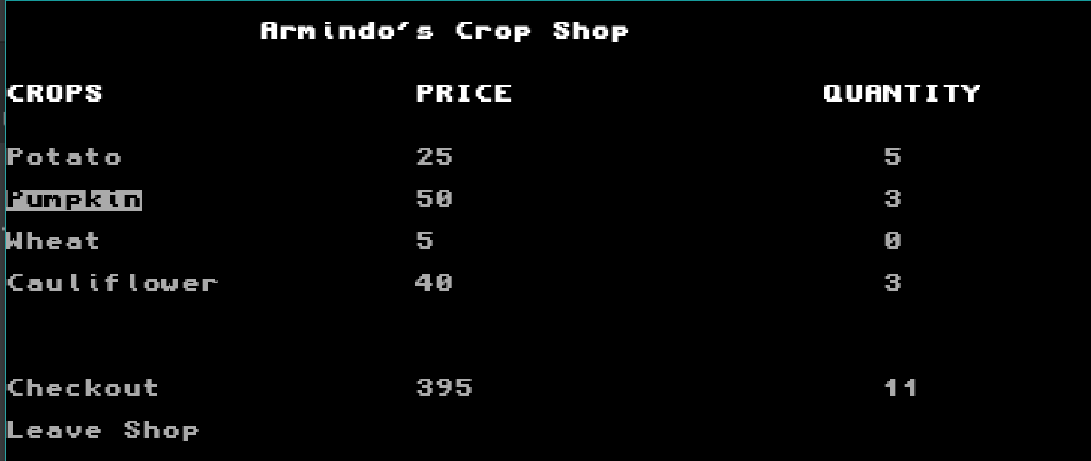 Armindo's Crop Shop
CROPS PRICE QUANTITY
Potato 25 5
Pumpkin 50 3
Wheat 5 0
Cauliflower 40 3
Checkout 395 11
Leave Shop